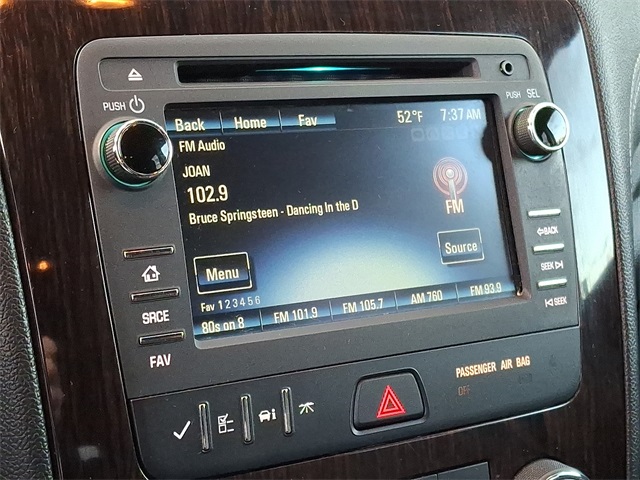 PUSH
PUSH SEL
Back Home Fav 52°F 7:37 AM
FM Audio
JOAN
102.9
Bruce Springsteen - Dancing In the D
FM
Menu
Source
Fav 1 2 3 4 5 6
80s on 8 FM 101.9 FM 105.7 AM 760 FM 93.9
BACK
SEEK
SEEK
SRCE
FAV
PASSENGER AIR BAG
OFF